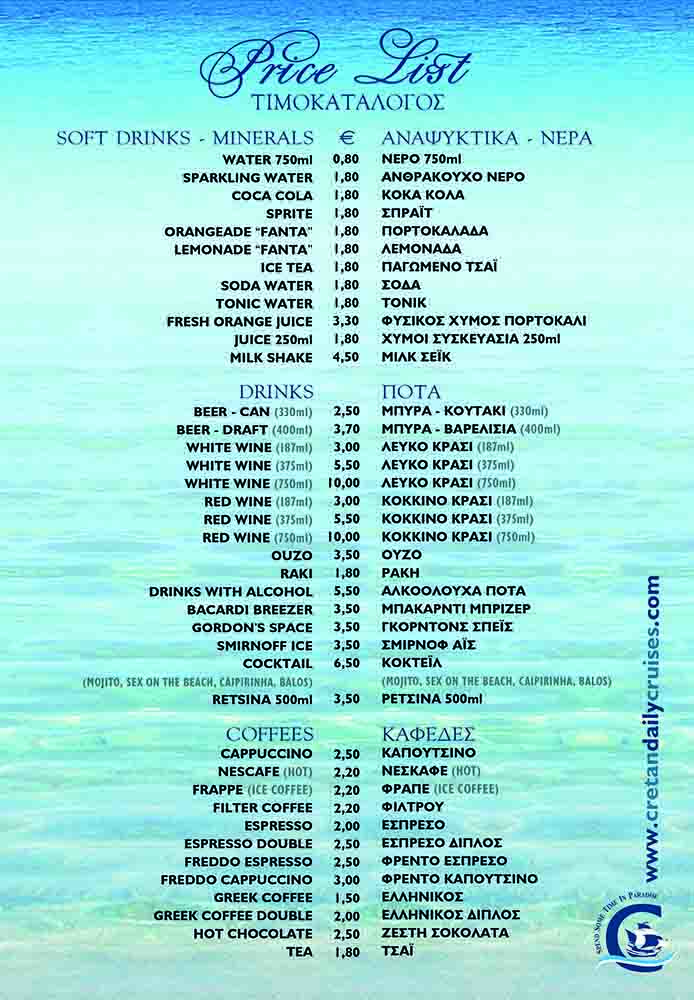 Price List
ΤΙΜΟΚΑΤΑΛΟΓΟΣ
SOFT DRINKS - MINERALS € ΑΝΑΨΥΚΤΙΚΑ - ΝΕΡΑ
WATER 750ml 0,80 ΝΕΡΟ 750ml
SPARKLING WATER 1,80 ΑΝΘΡΑΚΟΥΧΟ ΝΕΡΟ
COCA COLA 1,80 ΚΟΚΑ ΚΟΛΑ
SPRITE 1,80 ΣΠΡΑΪΤ
ORANGEADE "FANTA" 1,80 ΠΟΡΤΟΚΑΛΑΔΑ
LEMONADE "FANTA" 1,80 ΛΕΜΟΝΑΔΑ
ICE TEA 1,80 ΠΑΓΩΜΕΝΟ ΤΣΑΪ
SODA WATER 1,80 ΣΟΔΑ
TONIC WATER 1,80 ΤΟΝΙΚ
FRESH ORANGE JUICE 3,30 ΦΥΣΙΚΟΣ ΧΥΜΟΣ ΠΟΡΤΟΚΑΛΙ
JUICE 250ml 1,80 ΧΥΜΟΙ ΣΥΣΚΕΥΑΣΙΑ 250ml
MILK SHAKE 4,50 ΜΙΛΚ ΣΕΪΚ
DRINKS ΠΟΤΑ
BEER - CAN (330ml) 2,50 ΜΠΥΡΑ - ΚΟΥΤΑΚΙ (330ml)
BEER - DRAFT (400ml) 3,70 ΜΠΥΡΑ - ΒΑΡΕΛΙΣΙΑ (400ml)
WHITE WINE (187ml) 3,00 ΛΕΥΚΟ ΚΡΑΣΙ (187ml)
WHITE WINE (375ml) 5,50 ΛΕΥΚΟ ΚΡΑΣΙ (375ml)
WHITE WINE (750ml) 10,00 ΛΕΥΚΟ ΚΡΑΣΙ (750ml)
RED WINE (187ml) 3,00 ΚΟΚΚΙΝΟ ΚΡΑΣΙ (187ml)
RED WINE (375ml) 5,50 ΚΟΚΚΙΝΟ ΚΡΑΣΙ (375ml)
RED WINE (750ml) 10,00 ΚΟΚΚΙΝΟ ΚΡΑΣΙ (750ml)
OUZO 3,50 ΟΥΖΟ
RAKI 1,80 ΡΑΚΗ
DRINKS WITH ALCOHOL 5,50 ΑΛΚΟΟΛΟΥΧΑ ΠΟΤΑ
BACARDI BREEZER 3,50 ΜΠΑΚΑΡΝΤΙ ΜΠΡΙΖΕΡ
GORDON'S SPACE 3,50 ΓΚΟΡΝΤΟΝΣ ΣΠΕΪΣ
SMIRNOFF ICE 3,50 ΣΜΙΡΝΟΦ ΑΪΣ
COCKTAIL 6,50 ΚΟΚΤΕΪΛ
(MOJITO, SEX ON THE BEACH, CAIPIRINHA, BALOS) (MOJITO, SEX ON THE BEACH, CAIPIRINHA, BALOS)
RETSINA 500ml 3,50 ΡΕΤΣΙΝΑ 500ml
COFFEES ΚΑΦΕΔΕΣ
CAPPUCCINO 2,50 ΚΑΠΟΥΤΣΙΝΟ
NESCAFE (HOT) 2,20 ΝΕΣΚΑΦΕ (HOT)
FRAPPE (ICE COFFEE) 2,20 ΦΡΑΠΕ (ICE COFFEE)
FILTER COFFEE 2,20 ΦΙΛΤΡΟΥ
ESPRESSO 2,00 ΕΣΠΡΕΣΟ
ESPRESSO DOUBLE 2,50 ΕΣΠΡΕΣΟ ΔΙΠΛΟΣ
FREDDO ESPRESSO 2,50 ΦΡΕΝΤΟ ΕΣΠΡΕΣΟ
FREDDO CAPPUCCINO 3,00 ΦΡΕΝΤΟ ΚΑΠΟΥΤΣΙΝΟ
GREEK COFFEE 1,50 ΕΛΛΗΝΙΚΟΣ
GREEK COFFEE DOUBLE 2,00 ΕΛΛΗΝΙΚΟΣ ΔΙΠΛΟΣ
HOT CHOCOLATE 2,50 ΖΕΣΤΗ ΣΟΚΟΛΑΤΑ
TEA 1,80 ΤΣΑΪ
www.cretandailycruises.com
SPEND SOME TIME IN PARADISE